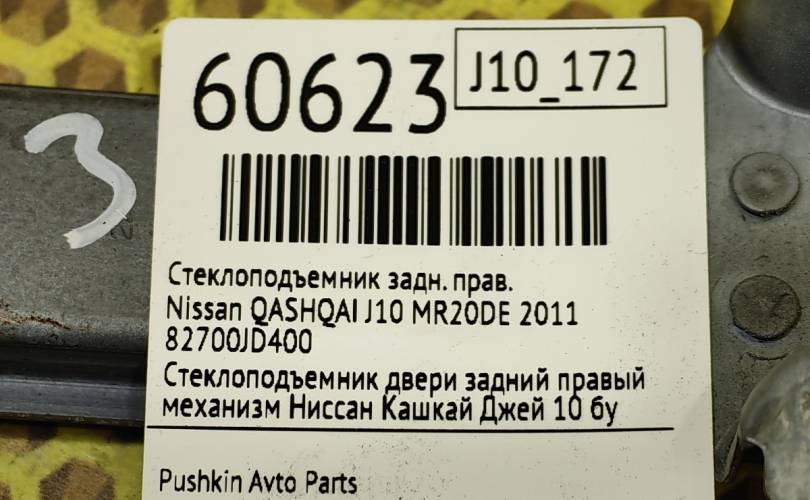 60623
J10_172
3
Стеклоподъемник задн. прав.
Nissan QASHQAI J10 MR20DE 2011
82700JD400
Стеклоподъемник двери задний правый
механизм Ниссан Кашкай Джей 10 бу
Pushkin Avto Parts